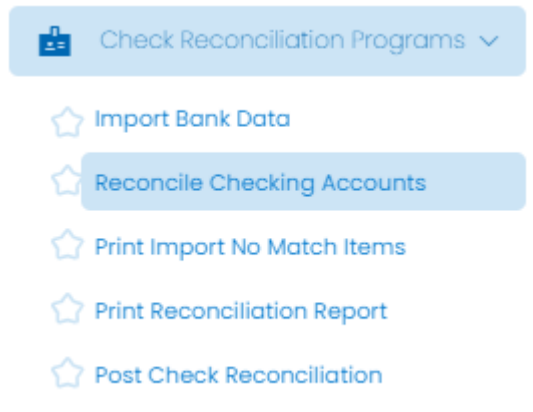 Check Reconciliation Programs
Import Bank Data
Reconcile Checking Accounts
Print Import No Match Items
Print Reconciliation Report
Post Check Reconciliation